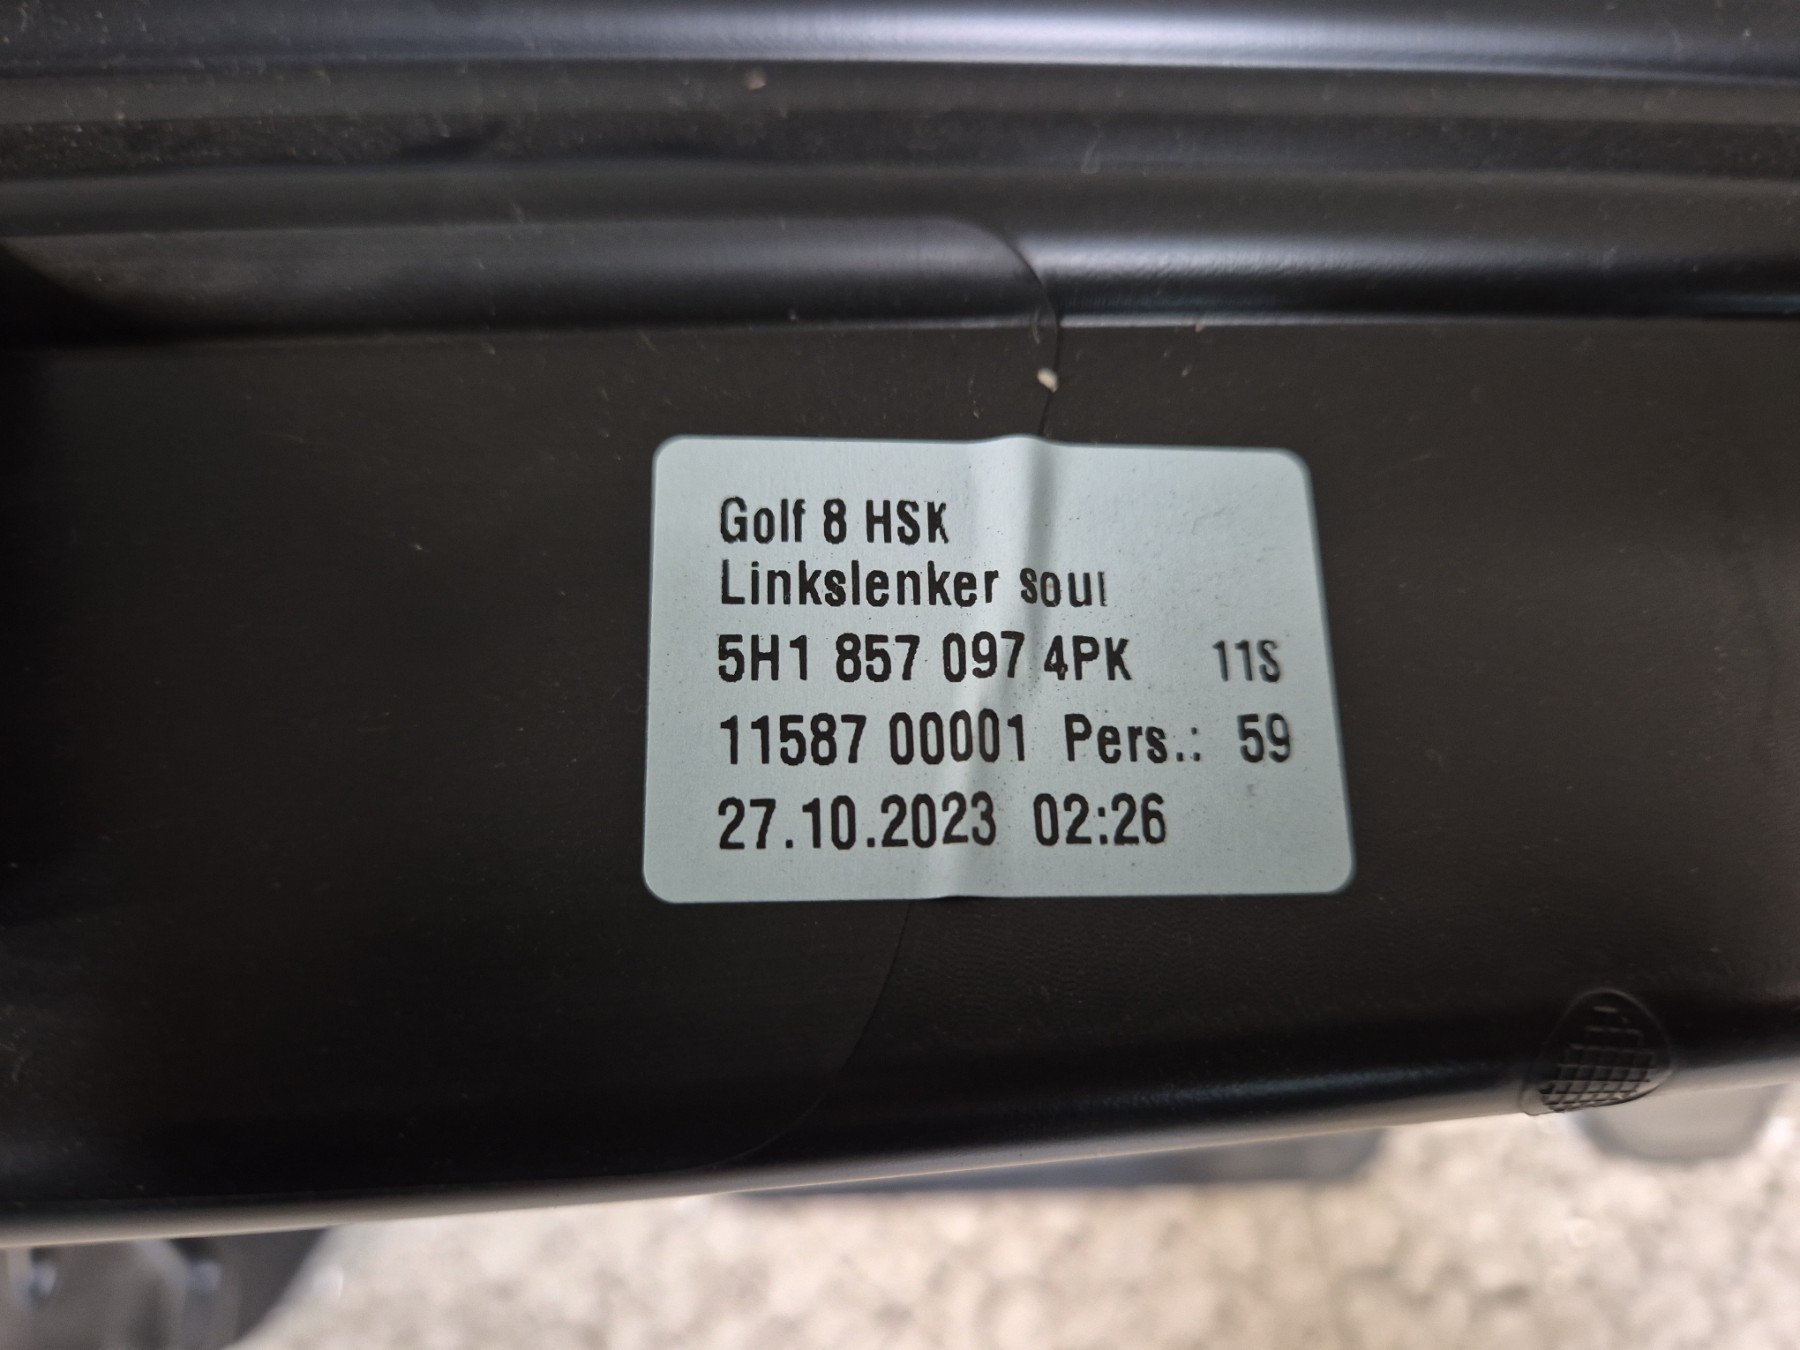 Golf 8 HSK
Linkslenker soul
5H1 857 097 4PK 11S
11587 00001 Pers.: 59
27.10.2023 02:26